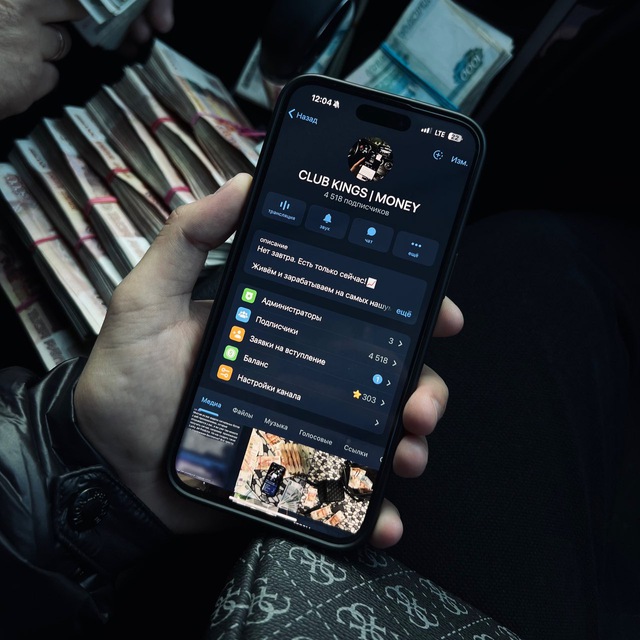 12:04
LTE 22
Назад
Изм.
CLUB KINGS | MONEY
4 518 подписчиков
трансляция
звук
чат
ещё
описание
Нет завтра. Есть только сейчас!📈
Живём и зарабатываем на самых
ещё
Администраторы 3
Подписчики 4 518
Заявки на вступление 1
Баланс ⭐303
Настройки канала
Медиа Файлы Музыка Голосовые Ссылки